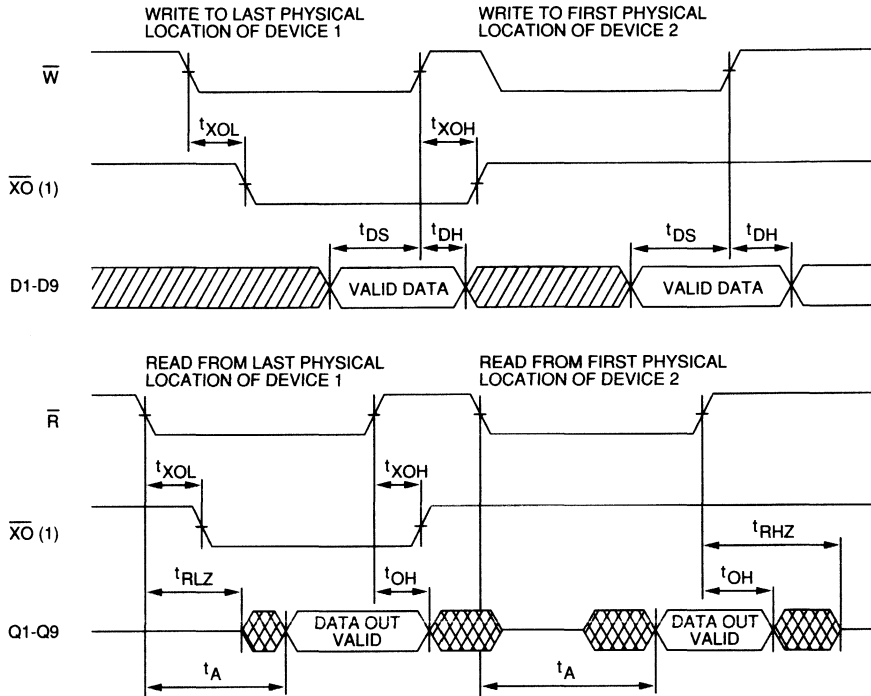 WRITE TO LAST PHYSICAL
LOCATION OF DEVICE 1
WRITE TO FIRST PHYSICAL
LOCATION OF DEVICE 2
W̅
tXOL
tXOH
X̅O̅ (1)
tDS
tDH
tDS
tDH
D1-D9
VALID DATA
VALID DATA
READ FROM LAST PHYSICAL
LOCATION OF DEVICE 1
READ FROM FIRST PHYSICAL
LOCATION OF DEVICE 2
R̅
tXOL
tXOH
X̅O̅ (1)
tRHZ
tRLZ
tOH
tOH
Q1-Q9
DATA OUT
VALID
DATA OUT
VALID
tA
tA